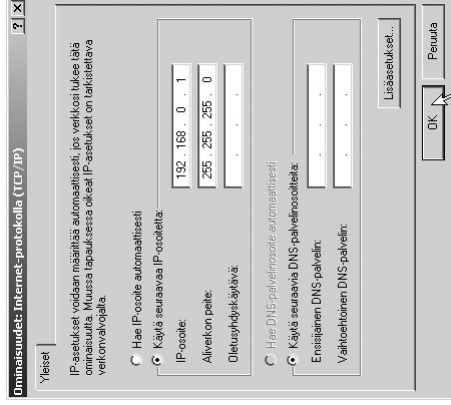 Ominaisuudet: Internet-protokolla (TCP/IP)
Yleiset
IP-asetukset voidaan määrittää automaattisesti, jos verkkosi tukee tätä
ominaisuutta. Muussa tapauksessa oikeat IP-asetukset on tarkistettava
verkonvalvojalta.
Hae IP-osoite automaattisesti
Käytä seuraavaa IP-osoitetta:
IP-osoite: 192 . 168 . 0 . 1
Aliverkon peite: 255 . 255 . 255 . 0
Oletusyhdyskäytävä: . . .
Hae DNS-palvelinosoite automaattisesti
Käytä seuraavia DNS-palvelinosoitteita:
Ensisijainen DNS-palvelin: . . .
Vaihtoehtoinen DNS-palvelin: . . .
Lisäasetukset...
OK Peruuta